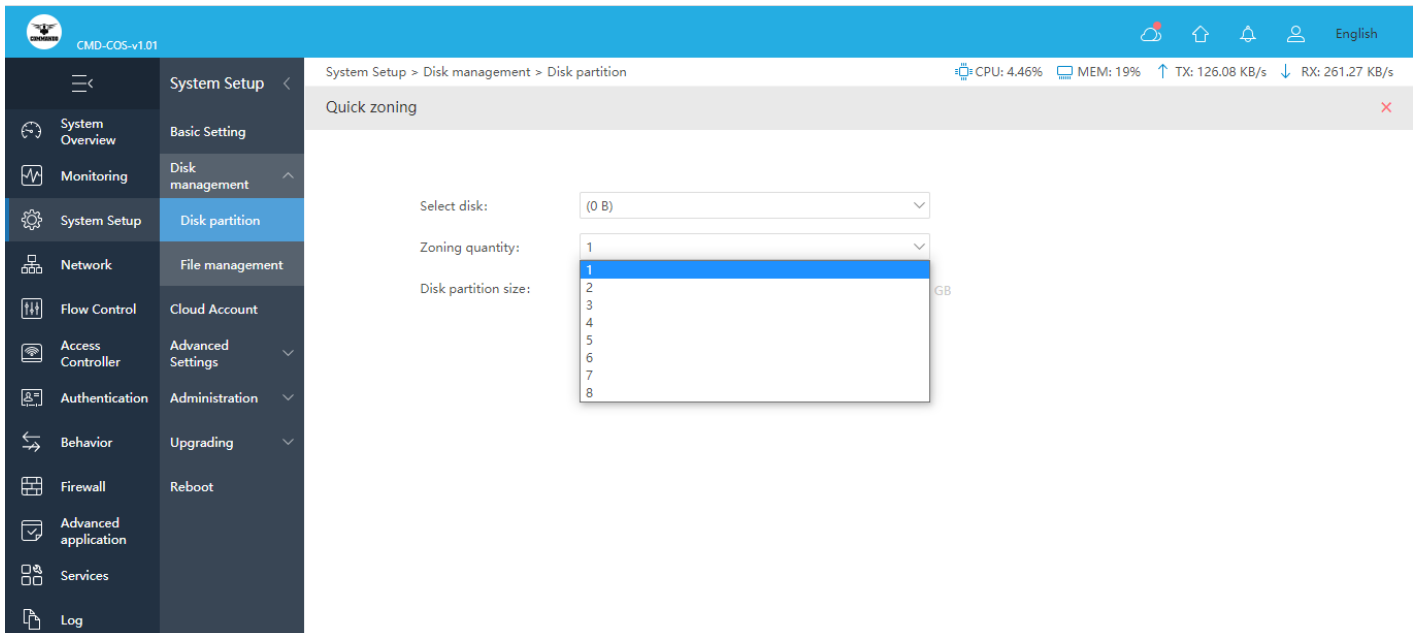 COMMANDO
CMD-COS-v1.01
English
System Setup
System Setup > Disk management > Disk partition
CPU: 4.46%
MEM: 19%
TX: 126.08 KB/s
RX: 261.27 KB/s
Quick zoning
System
Overview
Monitoring
System Setup
Network
Flow Control
Access
Controller
Authentication
Behavior
Firewall
Advanced
application
Services
Log
Basic Setting
Disk
management
Disk partition
File management
Cloud Account
Advanced
Settings
Administration
Upgrading
Reboot
Select disk:
(0 B)
Zoning quantity:
1
Disk partition size:
GB
1
2
3
4
5
6
7
8